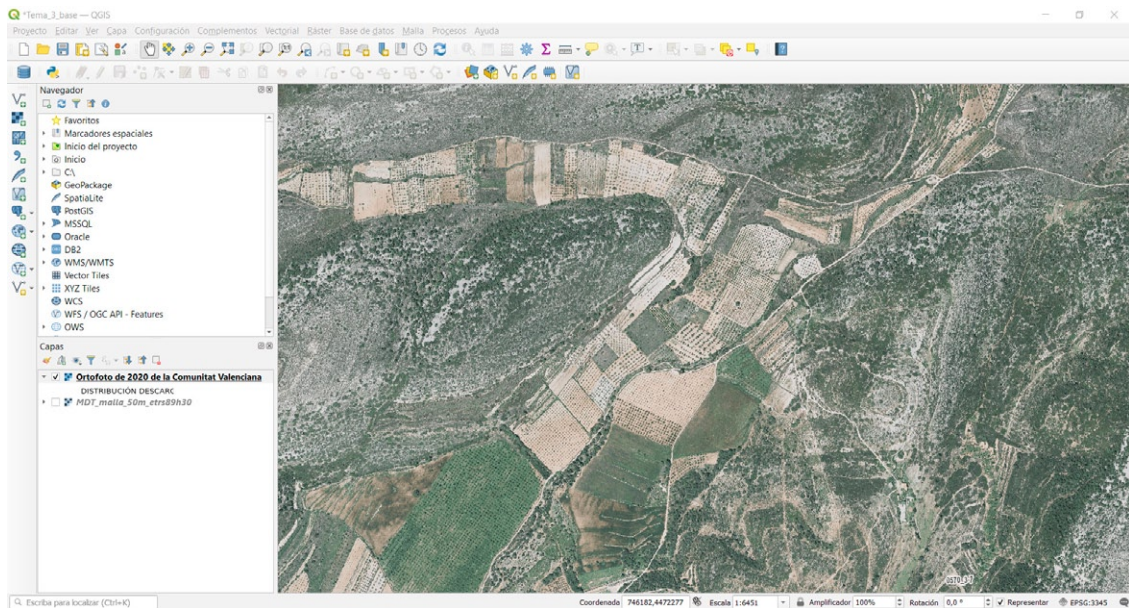 *Tema_3_base — QGIS
Proyecto Editar Ver Capa Configuración Complementos Vectorial Ráster Base de datos Malla Procesos Ayuda
Navegador
Favoritos
Marcadores espaciales
Inicio del proyecto
Inicio
C:\
GeoPackage
SpatiaLite
PostGIS
MSSQL
Oracle
DB2
WMS/WMTS
Vector Tiles
XYZ Tiles
WCS
WFS / OGC API - Features
OWS
Capas
Ortofoto de 2020 de la Comunitat Valenciana
DISTRIBUCIÓN DESCARC
MDT_malla_50m_etrs89h30
Escriba para localizar (Ctrl+K)
Coordenada 746182,4472277 Escala 1:6451 Amplificador 100% Rotación 0,0 ° Representar EPSG:3345